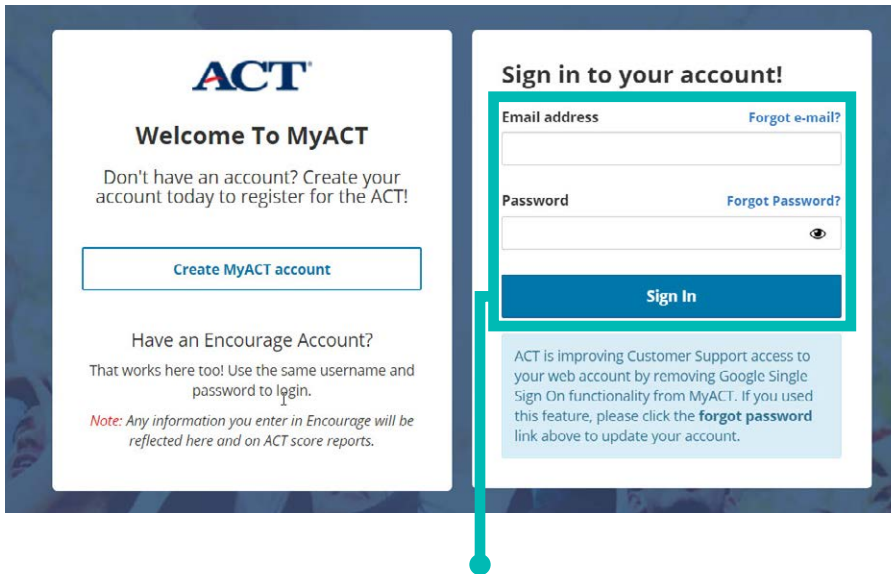 ACT
Welcome To MyACT
Don't have an account? Create your
account today to register for the ACT!
Create MyACT account
Have an Encourage Account?
That works here too! Use the same username and
password to login.
Note: Any information you enter in Encourage will be
reflected here and on ACT score reports.
Sign in to your account!
Email address Forgot e-mail?
Password Forgot Password?
Sign In
ACT is improving Customer Support access to
your web account by removing Google Single
Sign On functionality from MyACT. If you used
this feature, please click the forgot password
link above to update your account.